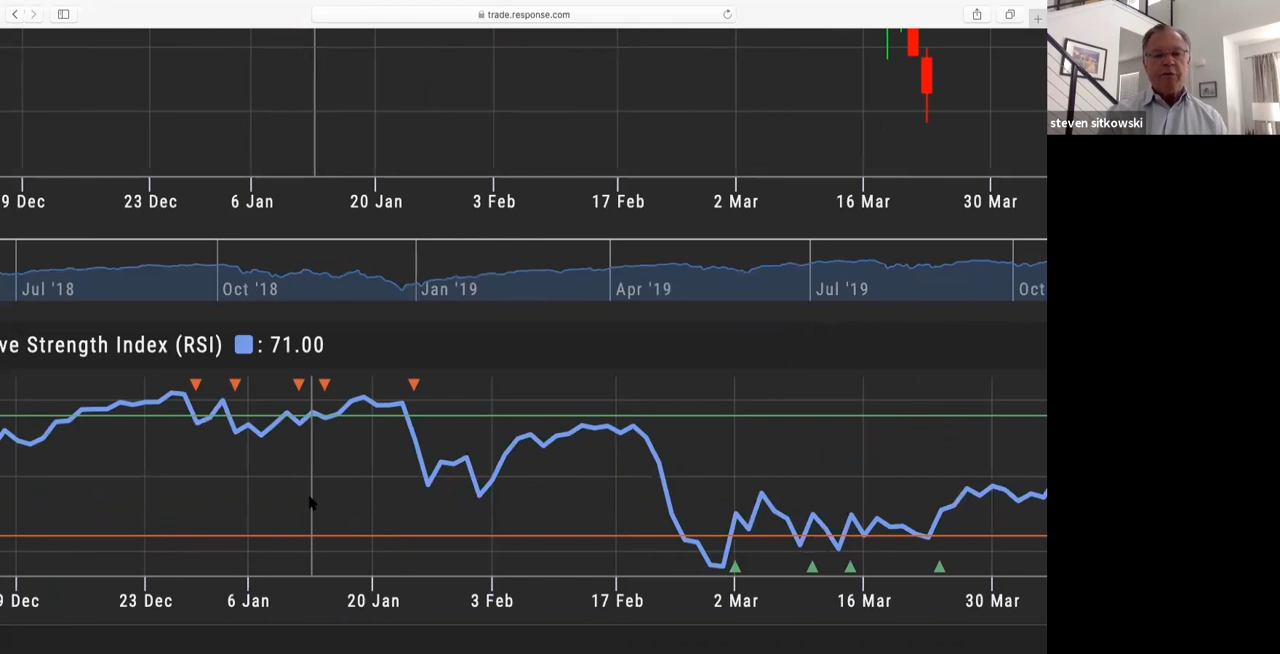 trade.response.com
steven sitkowski
9 Dec 23 Dec 6 Jan 20 Jan 3 Feb 17 Feb 2 Mar 16 Mar 30 Mar
Jul '18 Oct '18 Jan '19 Apr '19 Jul '19 Oct
ve Strength Index (RSI) : 71.00
9 Dec 23 Dec 6 Jan 20 Jan 3 Feb 17 Feb 2 Mar 16 Mar 30 Mar